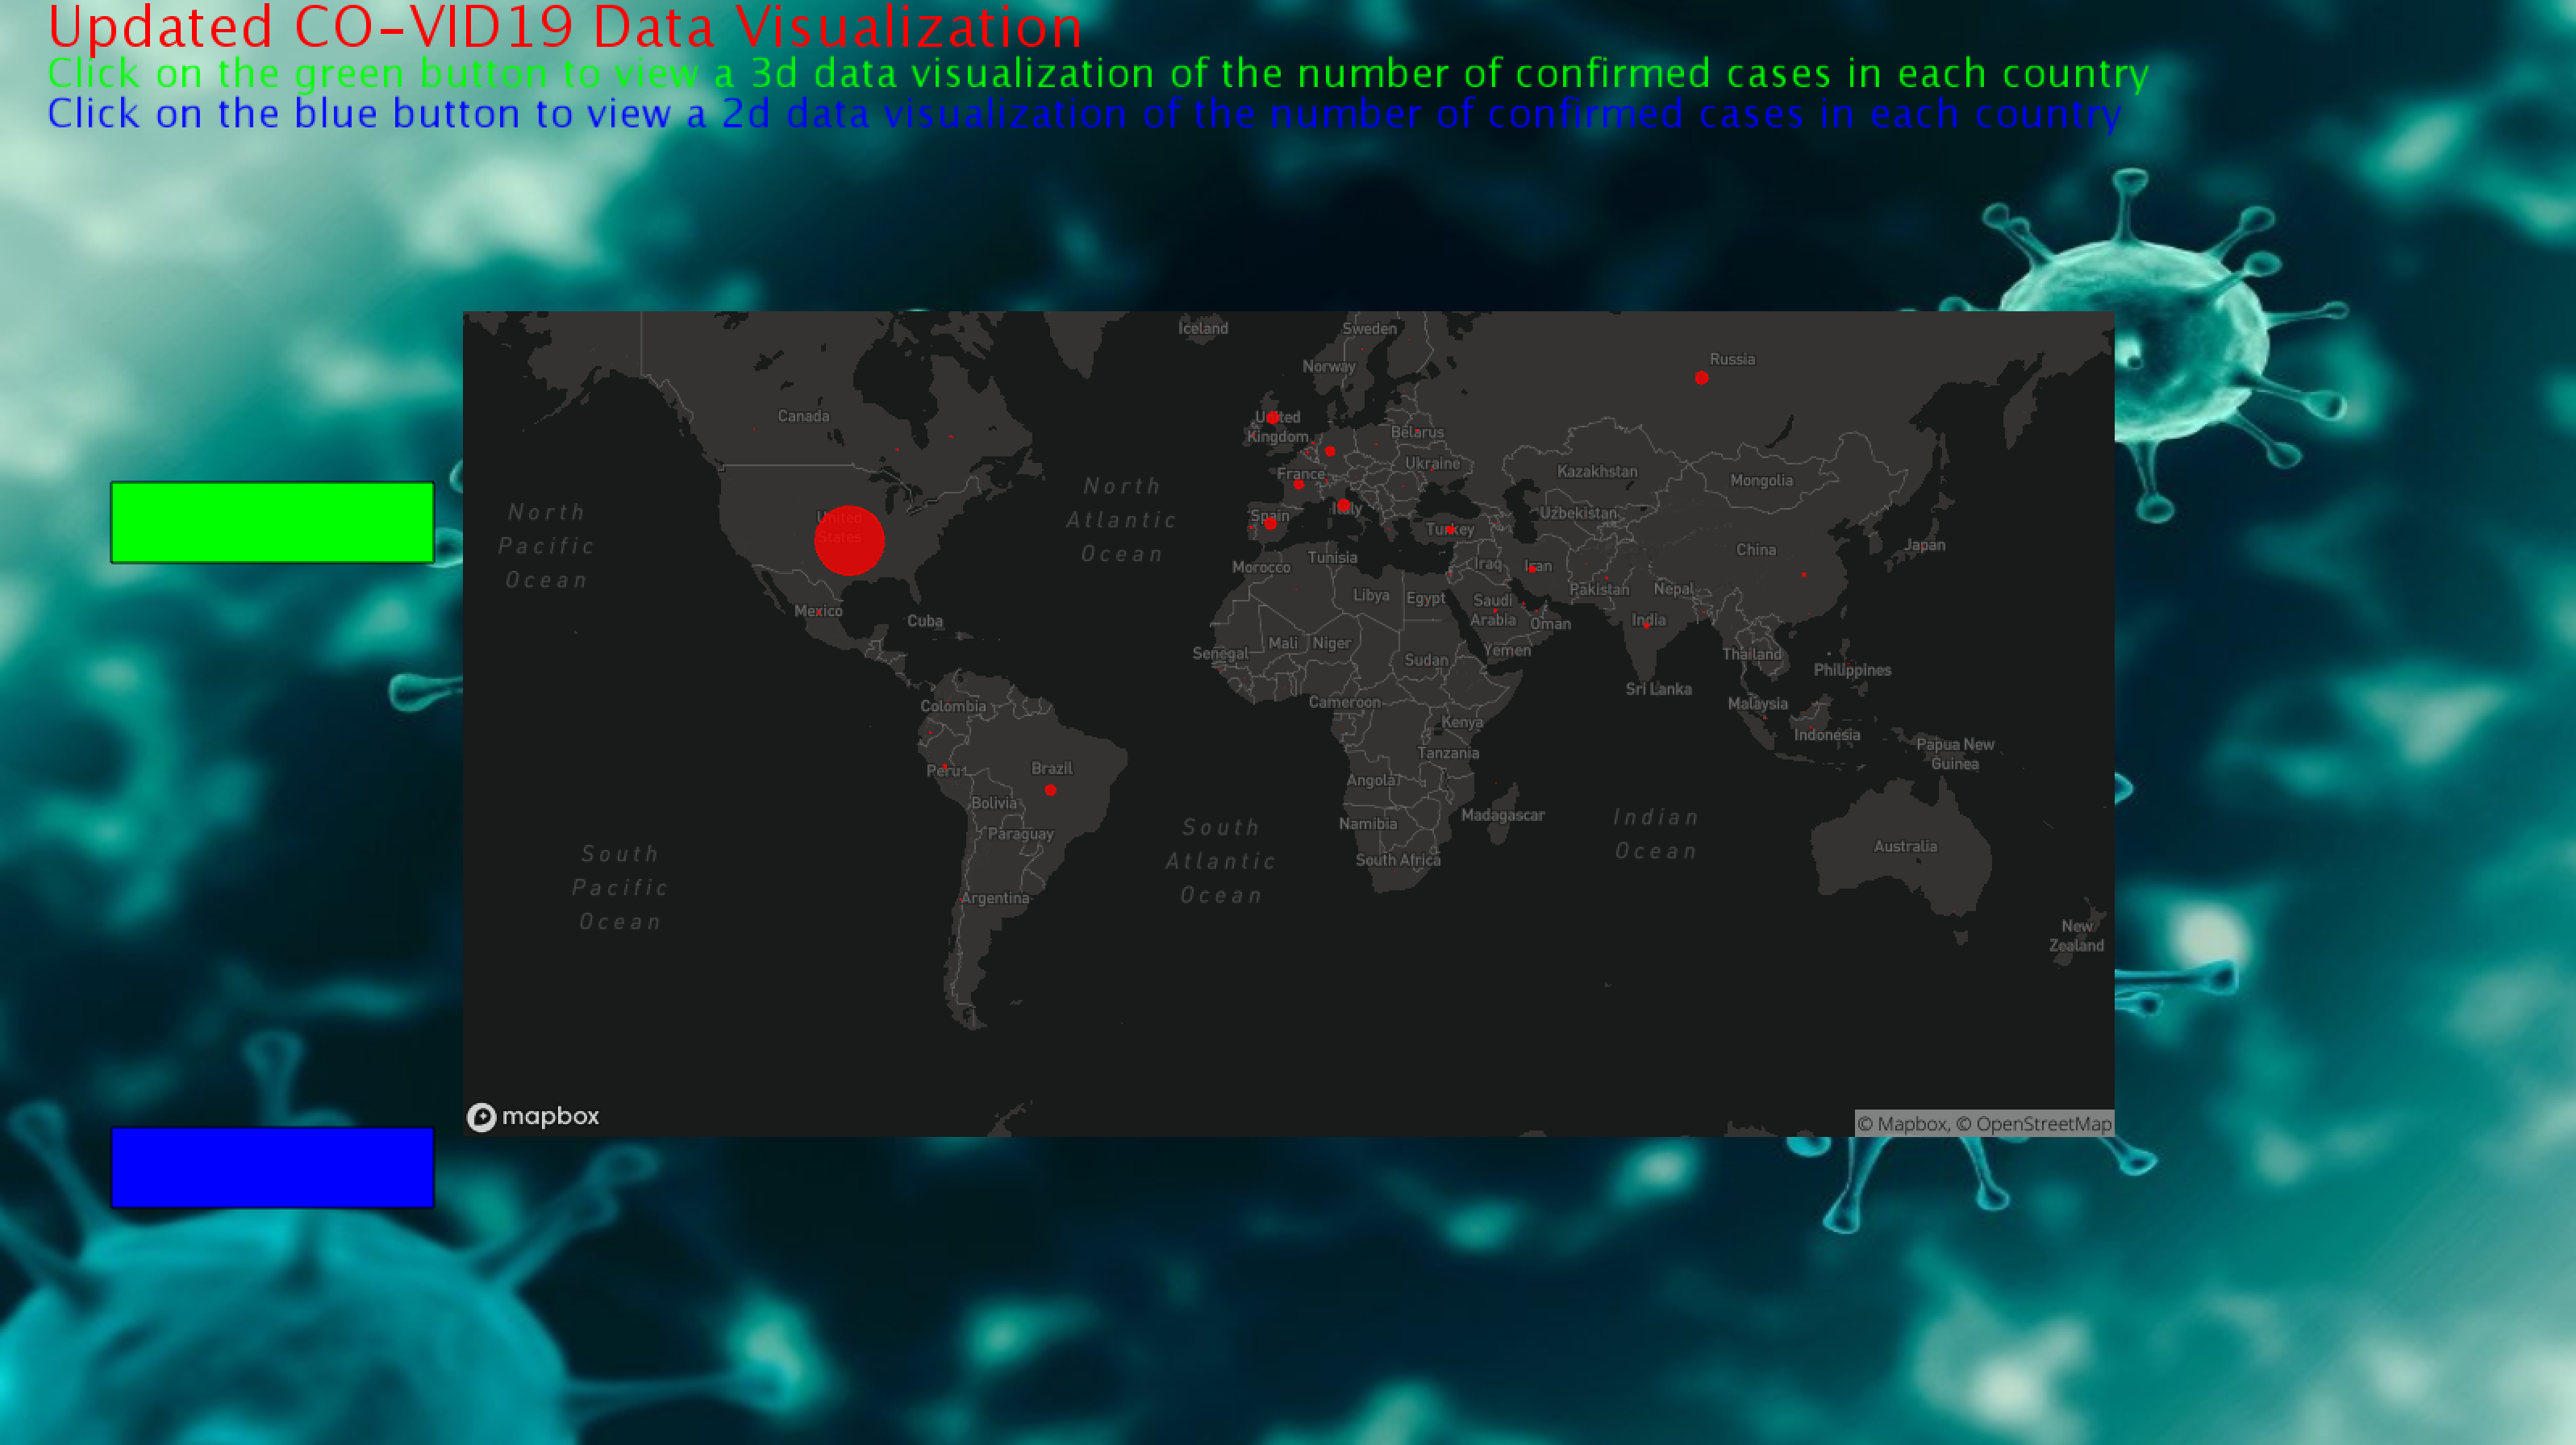 Updated CO-VID19 Data Visualization
Click on the green button to view a 3d data visualization of the number of confirmed cases in each country
Click on the blue button to view a 2d data visualization of the number of confirmed cases in each country
Iceland
Sweden
Norway
Russia
Canada
United
Kingdom
Belarus
France
Ukraine
Kazakhstan
Mongolia
North
Pacific
Ocean
North
Atlantic
Ocean
United
States
Spain
Italy
Turkey
Uzbekistan
China
Japan
Morocco
Tunisia
Iraq
Iran
Pakistan
Nepal
Mexico
Cuba
Libya
Egypt
Saudi
Arabia
Oman
India
Senegal
Mali
Niger
Sudan
Yemen
Thailand
Philippines
Sri Lanka
Colombia
Cameroon
Kenya
Malaysia
Indonesia
Papua New
Guinea
Peru
Brazil
Tanzania
Angola
Bolivia
Paraguay
Namibia
Madagascar
South Africa
South
Pacific
Ocean
South
Atlantic
Ocean
Indian
Ocean
Australia
Argentina
New
Zealand
mapbox
© Mapbox, © OpenStreetMap